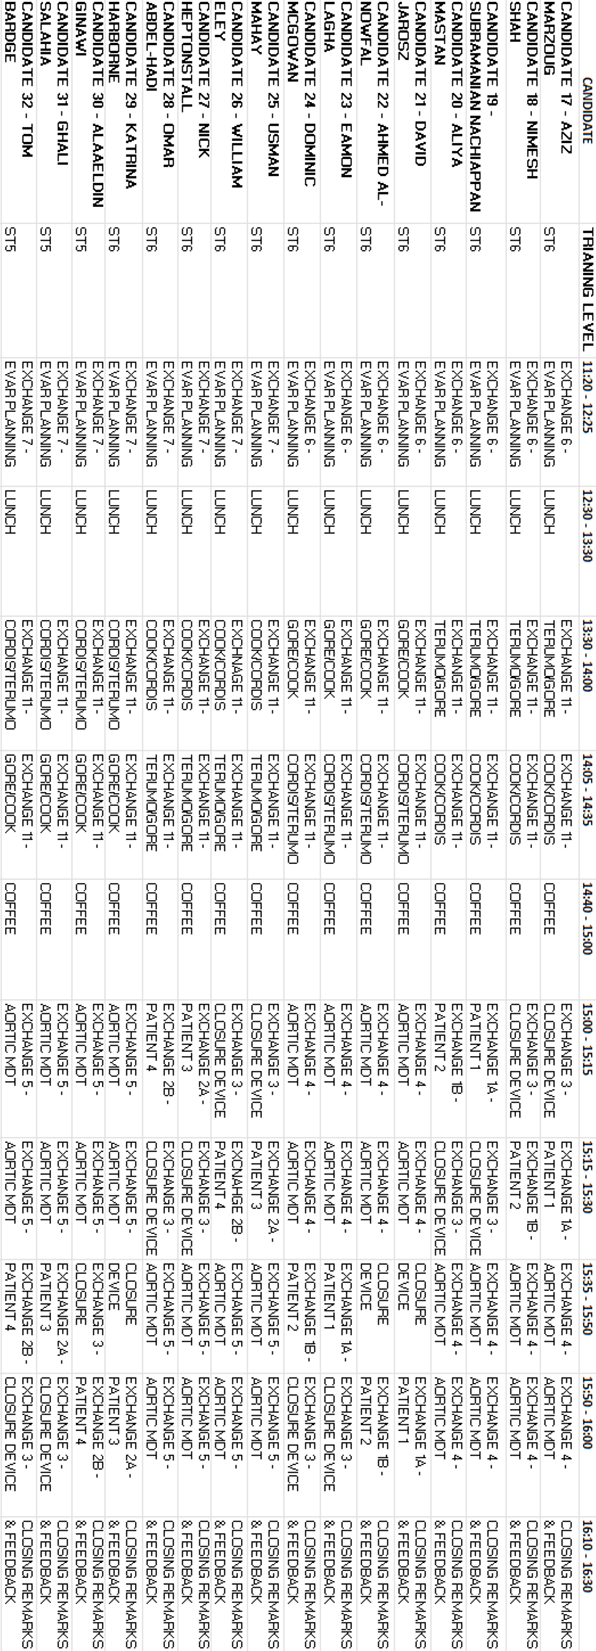 CANDIDATE TRIANING LEVEL 11:20 - 12:25 12:30 - 13:30 13:30 - 14:00 14:05 - 14:35 14:40 - 15:00 15:00 - 15:15 15:15 - 15:30 15:35 - 15:50 15:50 - 16:00 16:10 - 16:30
CANDIDATE 17 - AZIZ EXCHANGE 6 - EXCHANGE 11 - EXCHANGE 11 - EXCHANGE 3 - EXCHANGE 1A - EXCHANGE 4 - EXCHANGE 4 - CLOSING REMARKS
MARZOUG ST6 EVAR PLANNING LUNCH TERUMO/GORE COOK/CORDIS COFFEE CLOSURE DEVICE PATIENT 1 AORTIC MDT AORTIC MDT & FEEDBACK
CANDIDATE 18 - NIMESH EXCHANGE 6 - EXCHANGE 11 - EXCHANGE 11 - EXCHANGE 3 - EXCHANGE 1B - EXCHANGE 4 - EXCHANGE 4 - CLOSING REMARKS
SHAH ST6 EVAR PLANNING LUNCH TERUMO/GORE COOK/CORDIS COFFEE CLOSURE DEVICE PATIENT 2 AORTIC MDT AORTIC MDT & FEEDBACK
CANDIDATE 19 - EXCHANGE 6 - EXCHANGE 11 - EXCHANGE 11 - EXCHANGE 1A - EXCHANGE 3 - EXCHANGE 4 - EXCHANGE 4 - CLOSING REMARKS
SUBRAMANIAN NACHIAPPAN ST6 EVAR PLANNING LUNCH TERUMO/GORE COOK/CORDIS COFFEE PATIENT 1 CLOSURE DEVICE AORTIC MDT AORTIC MDT & FEEDBACK
CANDIDATE 20 - ALIYA EXCHANGE 6 - EXCHANGE 11 - EXCHANGE 11 - EXCHANGE 1B - EXCHANGE 3 - EXCHANGE 4 - EXCHANGE 4 - CLOSING REMARKS
MASTAN ST6 EVAR PLANNING LUNCH TERUMO/GORE COOK/CORDIS COFFEE PATIENT 2 CLOSURE DEVICE AORTIC MDT AORTIC MDT & FEEDBACK
CANDIDATE 21 - DAVID EXCHANGE 6 - EXCHANGE 11 - EXCHANGE 11 - EXCHANGE 4 - EXCHANGE 4 - CLOSURE EXCHANGE 1A - CLOSING REMARKS
JAROSZ ST6 EVAR PLANNING LUNCH GORE/COOK CORDIS/TERUMO COFFEE AORTIC MDT AORTIC MDT DEVICE PATIENT 1 & FEEDBACK
CANDIDATE 22 - AHMED AL- EXCHANGE 6 - EXCHANGE 11 - EXCHANGE 11 - EXCHANGE 4 - EXCHANGE 4 - CLOSURE EXCHANGE 1B - CLOSING REMARKS
NOWFAL ST6 EVAR PLANNING LUNCH GORE/COOK CORDIS/TERUMO COFFEE AORTIC MDT AORTIC MDT DEVICE PATIENT 2 & FEEDBACK
CANDIDATE 23 - EAMON EXCHANGE 6 - EXCHANGE 11 - EXCHANGE 11 - EXCHANGE 4 - EXCHANGE 4 - EXCHANGE 1A - EXCHANGE 3 - CLOSING REMARKS
LAGHA ST6 EVAR PLANNING LUNCH GORE/COOK CORDIS/TERUMO COFFEE AORTIC MDT AORTIC MDT PATIENT 1 CLOSURE DEVICE & FEEDBACK
CANDIDATE 24 - DOMINIC EXCHANGE 6 - EXCHANGE 11 - EXCHANGE 11 - EXCHANGE 4 - EXCHANGE 4 - EXCHANGE 1B - EXCHANGE 3 - CLOSING REMARKS
MCGOWAN ST6 EVAR PLANNING LUNCH GORE/COOK CORDIS/TERUMO COFFEE AORTIC MDT AORTIC MDT PATIENT 2 CLOSURE DEVICE & FEEDBACK
CANDIDATE 25 - USMAN EXCHANGE 7 - EXCHANGE 11 - EXCHANGE 11 - EXCHANGE 3 - EXCHANGE 2A - EXCHANGE 5 - EXCHANGE 5 - CLOSING REMARKS
MAHAY ST6 EVAR PLANNING LUNCH COOK/CORDIS TERUMO/GORE COFFEE CLOSURE DEVICE PATIENT 3 AORTIC MDT AORTIC MDT & FEEDBACK
CANDIDATE 26 - WILLIAM EXCHANGE 7 - EXCHNAGE 11 - EXCHANGE 11 - EXCHANGE 3 - EXCNAHGE 2B - EXCHANGE 5 - EXCHANGE 5 - CLOSING REMARKS
ELEY ST6 EVAR PLANNING LUNCH COOK/CORDIS TERUMO/GORE COFFEE CLOSURE DEVICE PATIENT 4 AORTIC MDT AORTIC MDT & FEEDBACK
CANDIDATE 27 - NICK EXCHANGE 7 - EXCHANGE 11 - EXCHANGE 11 - EXCHANGE 2A - EXCHANGE 3 - EXCHANGE 5 - EXCHANGE 5 - CLOSING REMARKS
HEPTONSTALL ST6 EVAR PLANNING LUNCH COOK/CORDIS TERUMO/GORE COFFEE PATIENT 3 CLOSURE DEVICE AORTIC MDT AORTIC MDT & FEEDBACK
CANDIDATE 28 - OMAR EXCHANGE 7 - EXCHANGE 11 - EXCHANGE 11 - EXCHANGE 2B - EXCHANGE 3 - EXCHANGE 5 - EXCHANGE 5 - CLOSING REMARKS
ABDEL-HADI ST6 EVAR PLANNING LUNCH COOK/CORDIS TERUMO/GORE COFFEE PATIENT 4 CLOSURE DEVICE AORTIC MDT AORTIC MDT & FEEDBACK
CANDIDATE 29 - KATRINA EXCHANGE 7 - EXCHANGE 11 - EXCHANGE 11 - EXCHANGE 5 - EXCHANGE 5 - CLOSURE EXCHANGE 2A - CLOSING REMARKS
HARBORNE ST6 EVAR PLANNING LUNCH CORDIS/TERUMO GORE/COOK COFFEE AORTIC MDT AORTIC MDT DEVICE PATIENT 3 & FEEDBACK
CANDIDATE 30 - ALAAELDIN EXCHANGE 7 - EXCHANGE 11 - EXCHANGE 11 - EXCHANGE 5 - EXCHANGE 5 - EXCHANGE 3 - EXCHANGE 2B - CLOSING REMARKS
GINAWI ST5 EVAR PLANNING LUNCH CORDIS/TERUMO GORE/COOK COFFEE AORTIC MDT AORTIC MDT CLOSURE PATIENT 4 & FEEDBACK
CANDIDATE 31 - GHALI EXCHANGE 7 - EXCHANGE 11 - EXCHANGE 11 - EXCHANGE 5 - EXCHANGE 5 - EXCHANGE 2A - EXCHANGE 3 - CLOSING REMARKS
SALAHIA ST5 EVAR PLANNING LUNCH CORDIS/TERUMO GORE/COOK COFFEE AORTIC MDT AORTIC MDT PATIENT 3 CLOSURE DEVICE & FEEDBACK
CANDIDATE 32 - TOM EXCHANGE 7 - EXCHANGE 11 - EXCHANGE 11 - EXCHANGE 5 - EXCHANGE 5 - EXCHANGE 2B - EXCHANGE 3 - CLOSING REMARKS
BARDGE ST5 EVAR PLANNING LUNCH CORDIS/TERUMO GORE/COOK COFFEE AORTIC MDT AORTIC MDT PATIENT 4 CLOSURE DEVICE & FEEDBACK